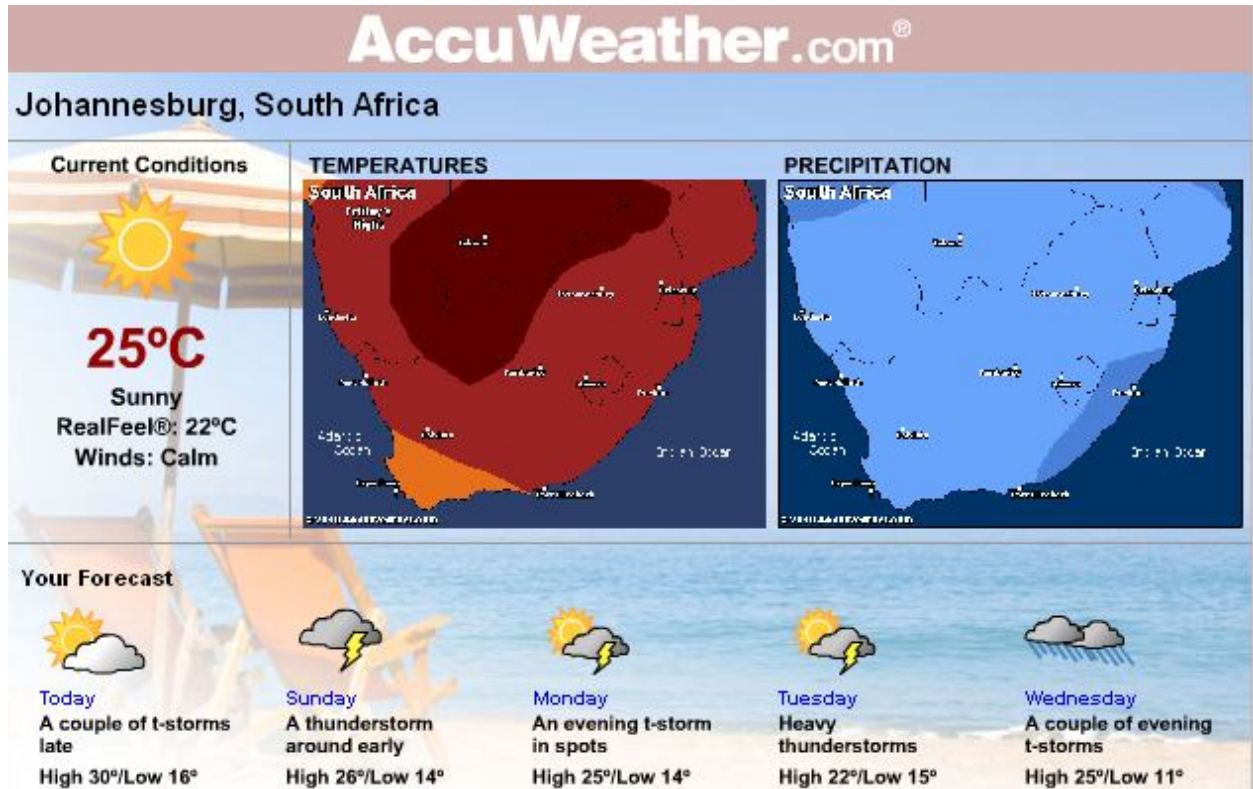 AccuWeather.com®
Johannesburg, South Africa
Current Conditions
25ºC
Sunny
RealFeel®: 22ºC
Winds: Calm
TEMPERATURES
South Africa
Friday's
Highs
Atlantic
Ocean
Indian Ocean
PRECIPITATION
South Africa
Atlantic
Ocean
Indian Ocean
Your Forecast
Today
A couple of t-storms
late
High 30º/Low 16º
Sunday
A thunderstorm
around early
High 26º/Low 14º
Monday
An evening t-storm
in spots
High 25º/Low 14º
Tuesday
Heavy
thunderstorms
High 22º/Low 15º
Wednesday
A couple of evening
t-storms
High 25º/Low 11º